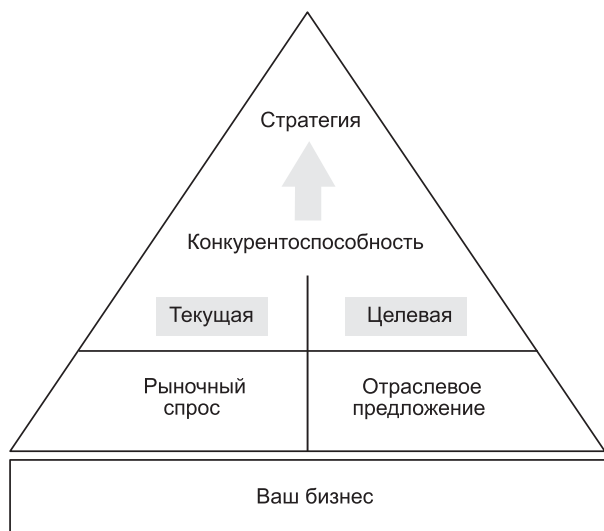 Стратегия
Конкурентоспособность
Текущая
Целевая
Рыночный
спрос
Отраслевое
предложение
Ваш бизнес